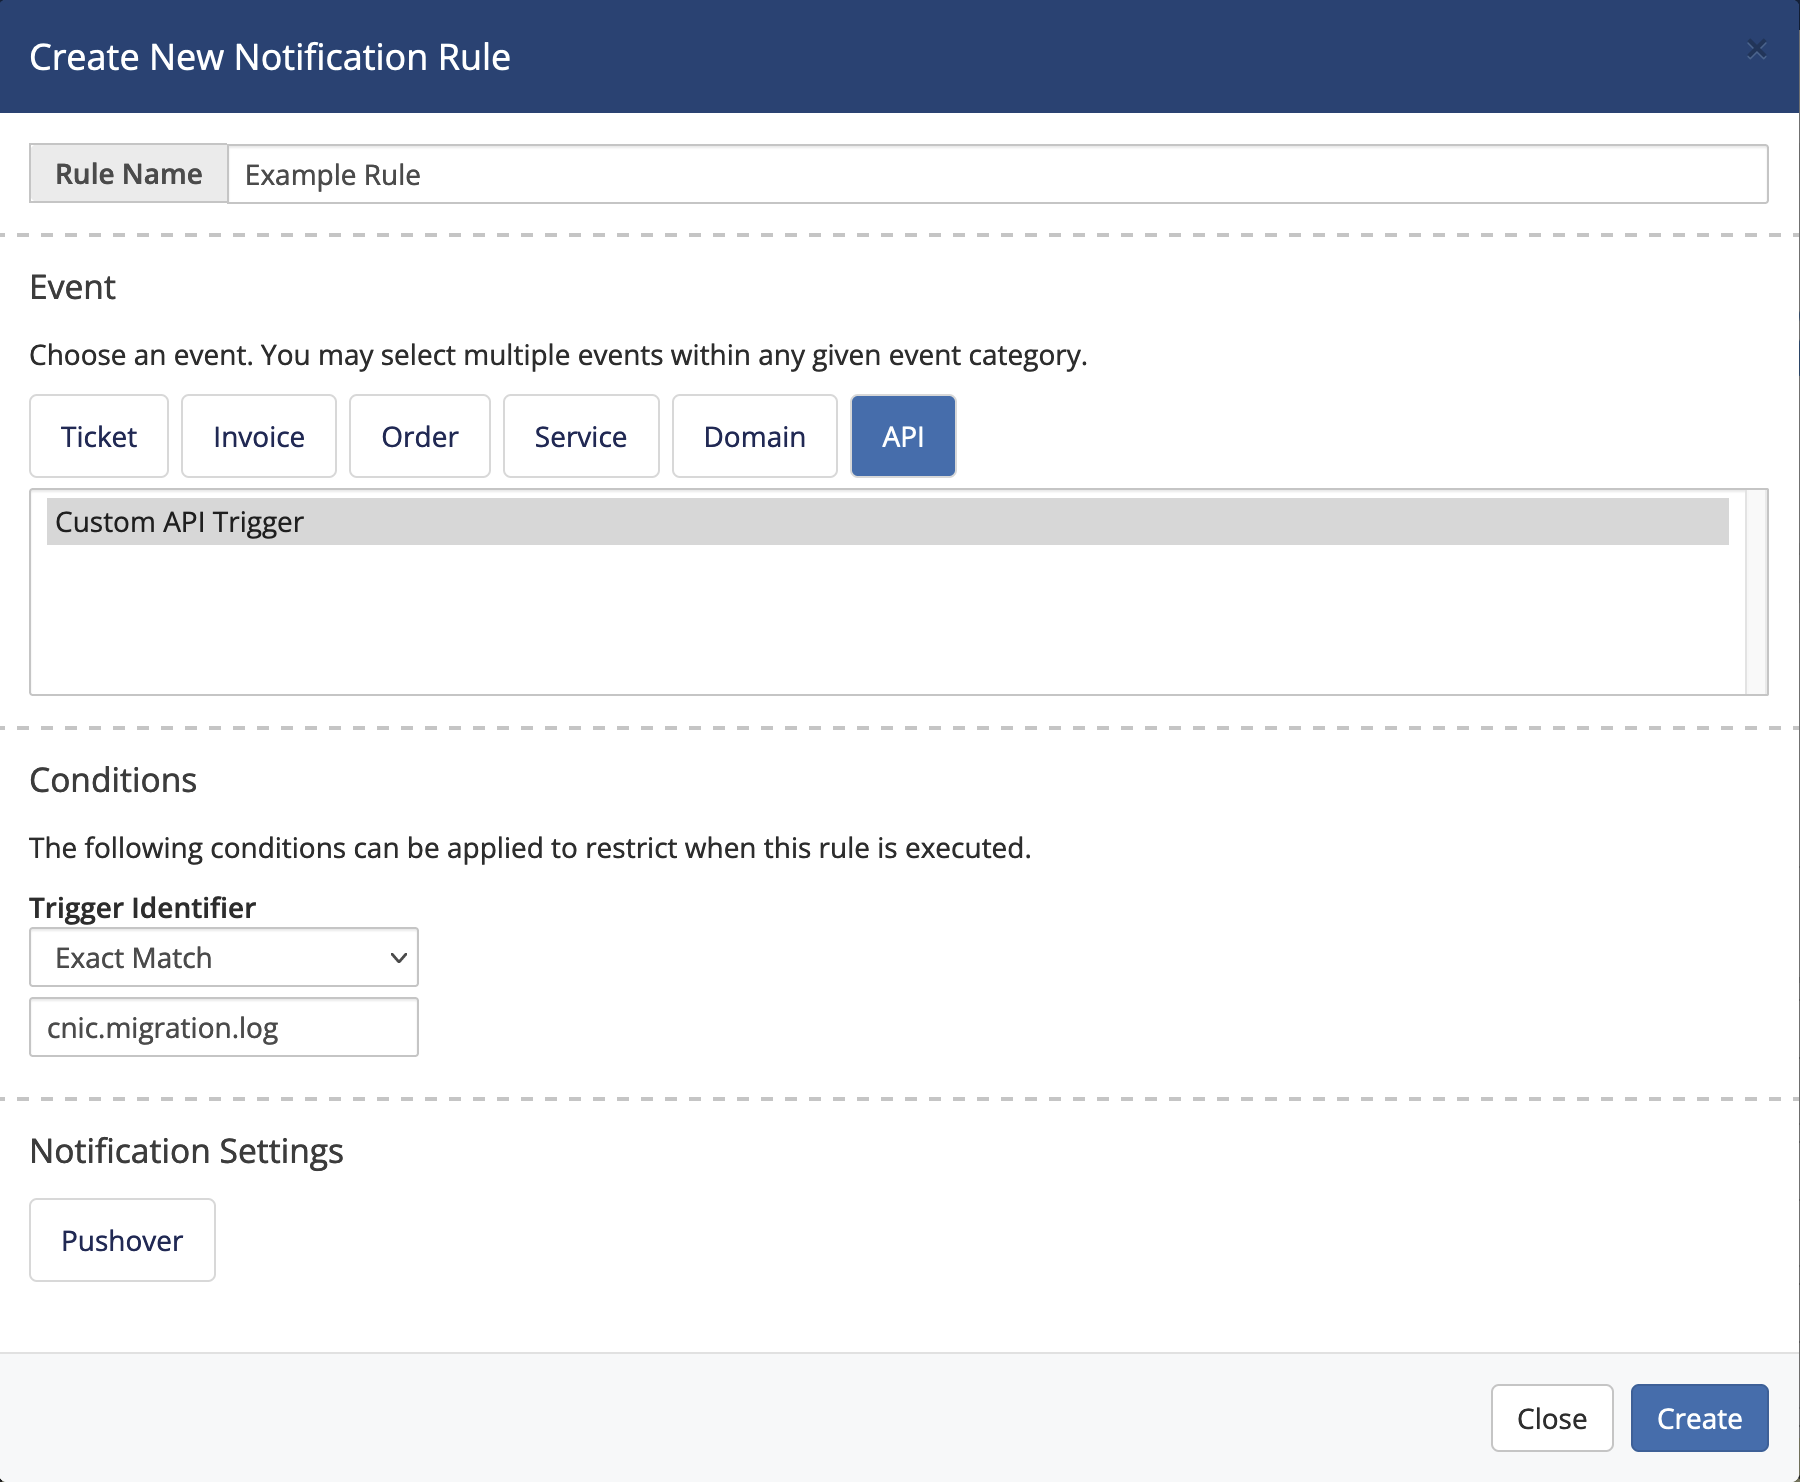 Create New Notification Rule ×
Rule Name Example Rule
Event
Choose an event. You may select multiple events within any given event category.
Ticket Invoice Order Service Domain API
Custom API Trigger
Conditions
The following conditions can be applied to restrict when this rule is executed.
Trigger Identifier
Exact Match
cnic.migration.log
Notification Settings
Pushover
Close Create